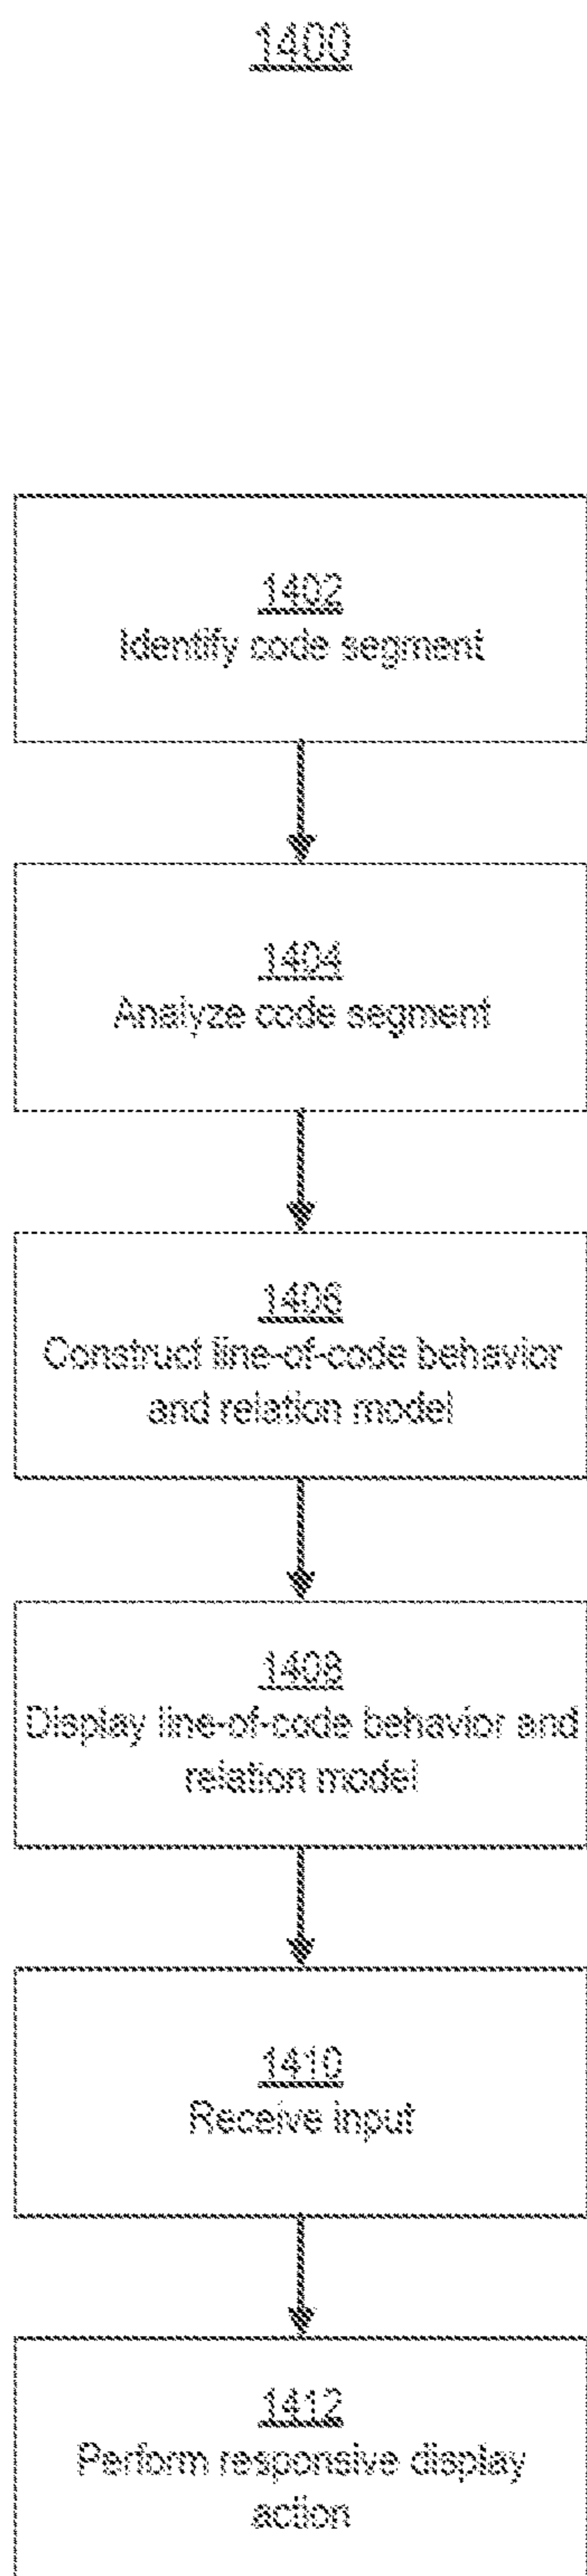 1400
1402
Identify code segment
1404
Analyze code segment
1406
Construct line-of-code behavior
and relation model
1408
Display line-of-code behavior and
relation model
1410
Receive input
1412
Perform responsive display
action